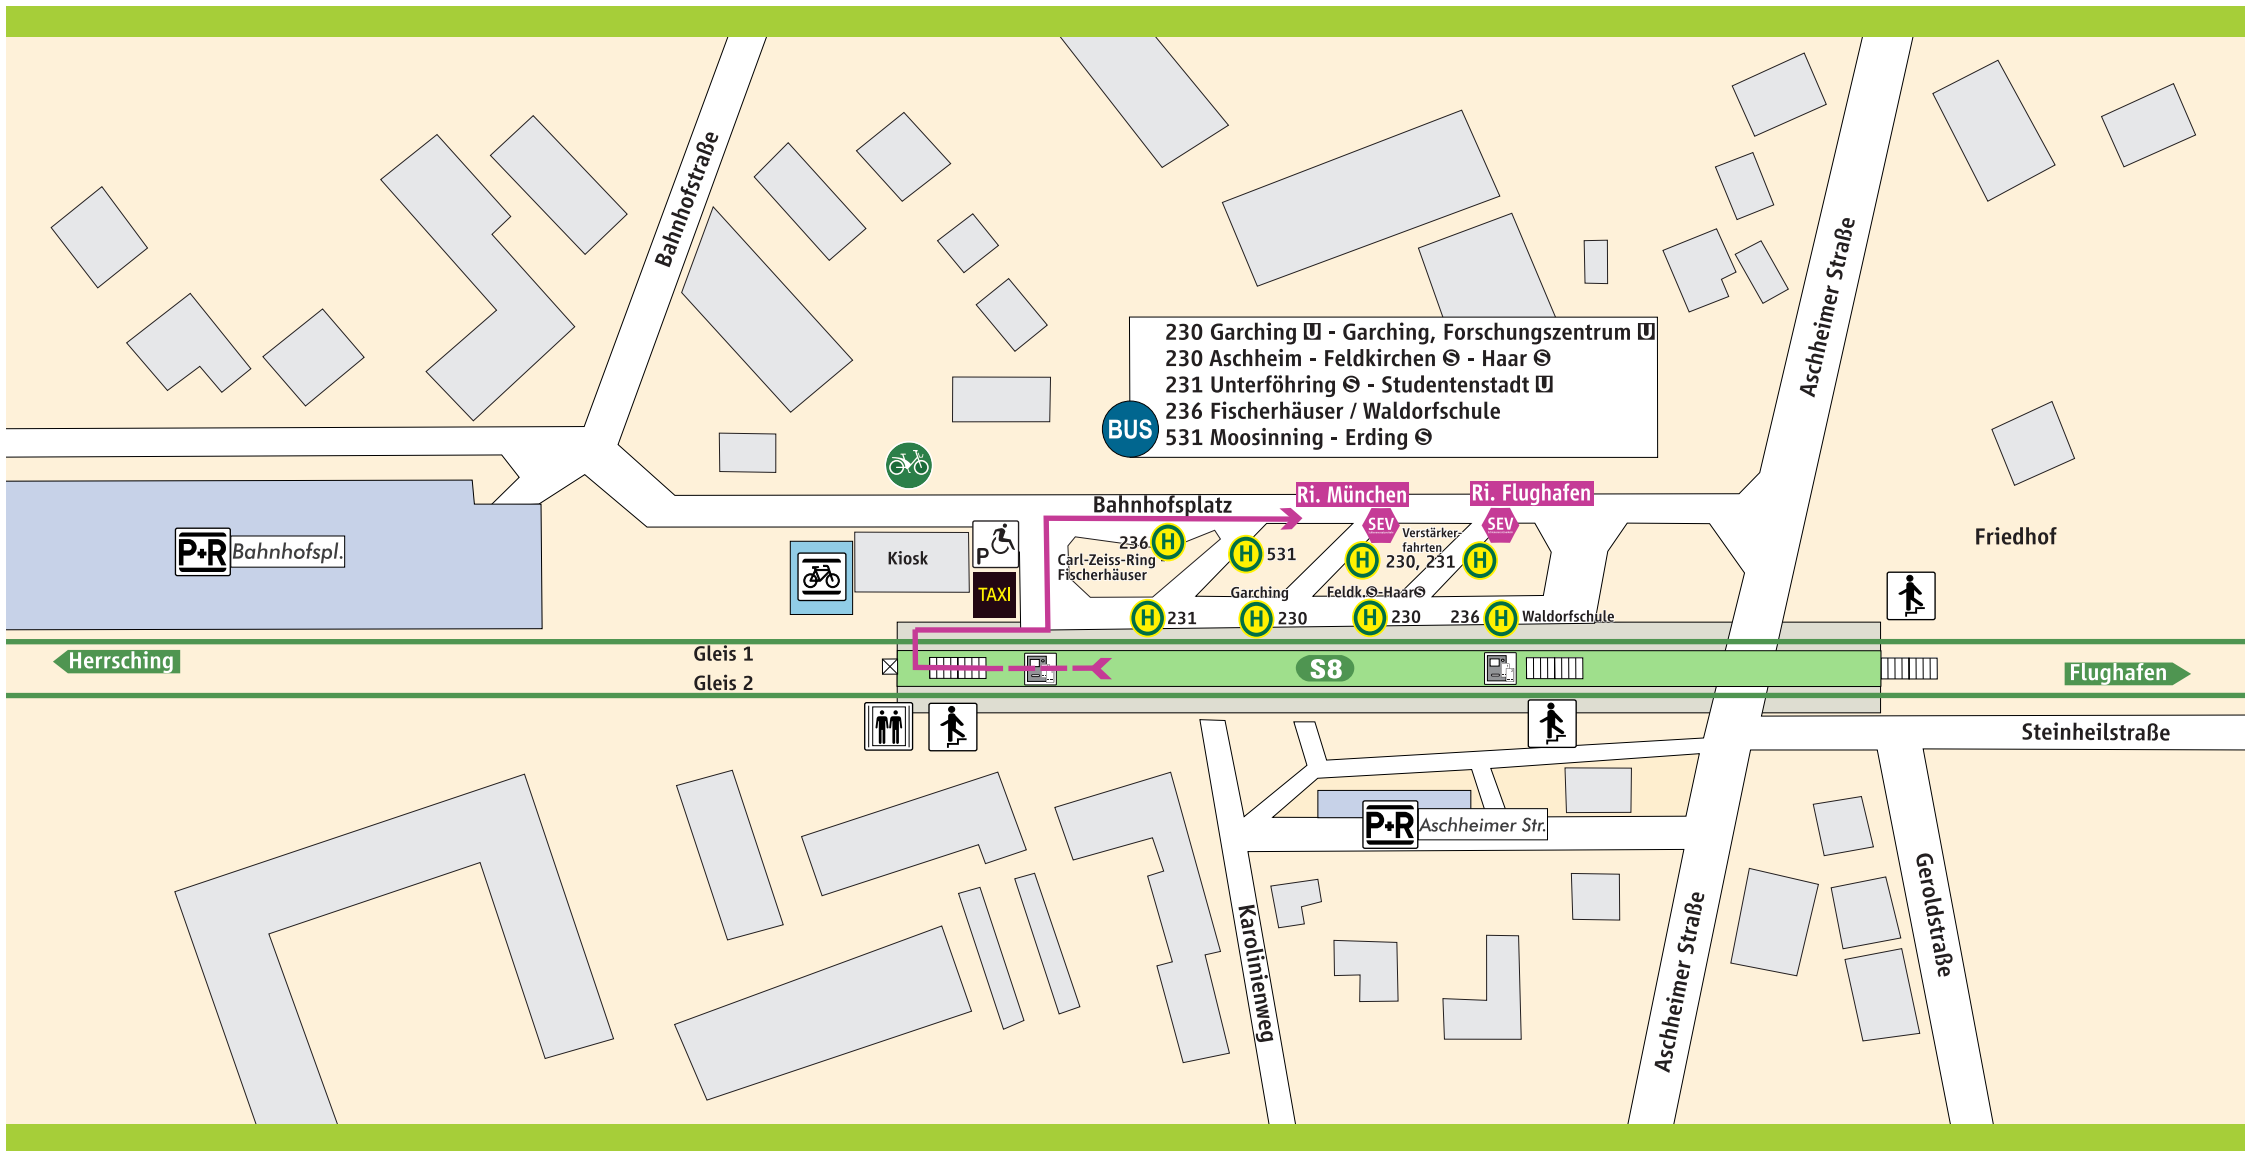 Bahnhofstraße
Aschheimer Straße
230 Garching U - Garching, Forschungszentrum U
230 Aschheim - Feldkirchen S - Haar S
231 Unterföhring S - Studentenstadt U
236 Fischerhäuser / Waldorfschule
531 Moosinning - Erding S
BUS
Bahnhofsplatz
Ri. München
Ri. Flughafen
SEV
SEV
Friedhof
P+R Bahnhofspl.
Kiosk
P
TAXI
236 H
Carl-Zeiss-Ring
Fischerhäuser
H 531
Verstärker-
fahrten
H 230, 231 H
Garching
Feldk.S-HaarS
H 231
H 230
H 230
236 H Waldorfschule
Herrsching
Gleis 1
Gleis 2
S8
Flughafen
Steinheilstraße
P+R Aschheimer Str.
Karolinienweg
Aschheimer Straße
Geroldstraße